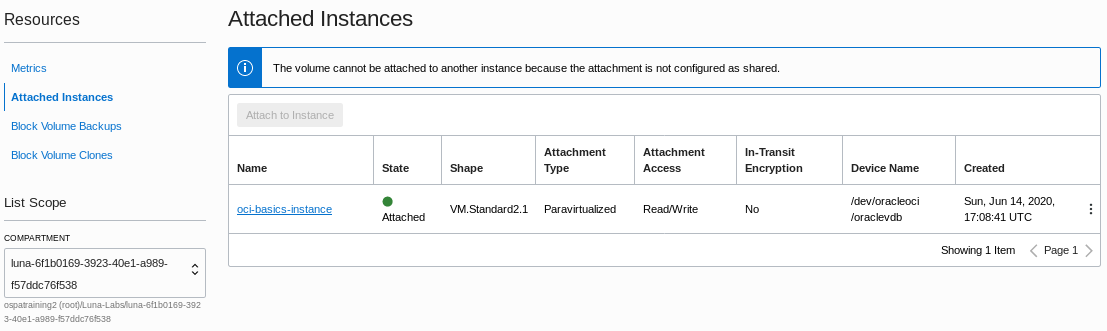 Resources
Metrics
Attached Instances
Block Volume Backups
Block Volume Clones
List Scope
COMPARTMENT
luna-6f1b0169-3923-40e1-a989-
f57ddc76f538
ospatraining2 (root)/Luna-Labs/luna-6f1b0169-392
3-40e1-a989-f57ddc76f538
Attached Instances
The volume cannot be attached to another instance because the attachment is not configured as shared.
Attach to Instance
Name State Shape Attachment Type Attachment Access In-Transit Encryption Device Name Created
oci-basics-instance Attached VM.Standard2.1 Paravirtualized Read/Write No /dev/oracleoci/oraclevdb Sun, Jun 14, 2020, 17:08:41 UTC
Showing 1 Item Page 1